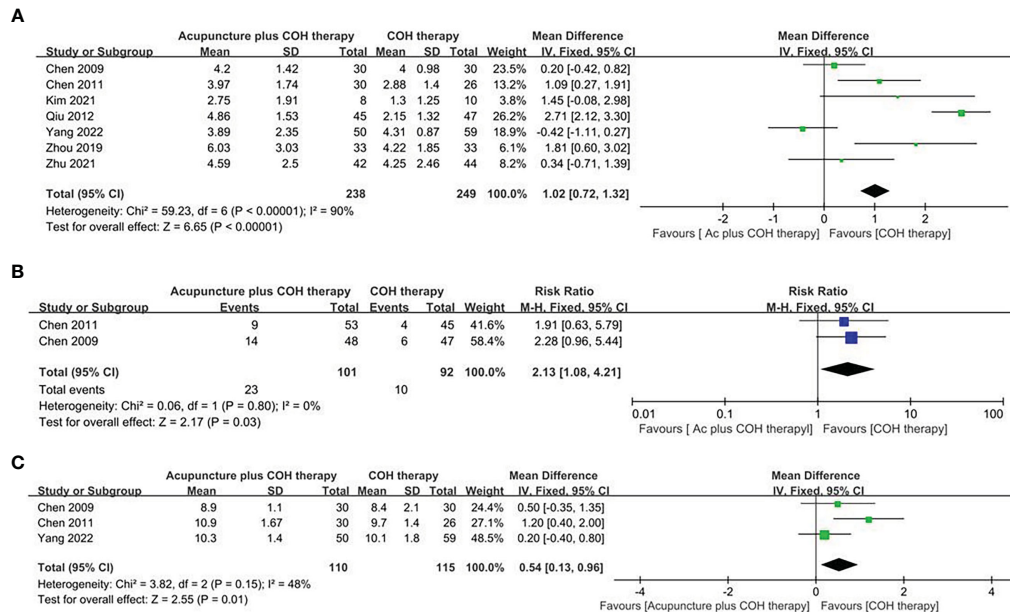 A
Acupuncture plus COH therapy COH therapy Mean Difference Mean Difference
Study or Subgroup Mean SD Total Mean SD Total Weight IV, Fixed, 95% CI IV, Fixed, 95% CI
Chen 2009 4.2 1.42 30 4 0.98 30 23.5% 0.20 [-0.42, 0.82]
Chen 2011 3.97 1.74 30 2.88 1.4 26 13.2% 1.09 [0.27, 1.91]
Kim 2021 2.75 1.91 8 1.3 1.25 10 3.8% 1.45 [-0.08, 2.98]
Qiu 2012 4.86 1.53 45 2.15 1.32 47 26.2% 2.71 [2.12, 3.30]
Yang 2022 3.89 2.35 50 4.31 0.87 59 18.9% -0.42 [-1.11, 0.27]
Zhou 2019 6.03 3.03 33 4.22 1.85 33 6.1% 1.81 [0.60, 3.02]
Zhu 2021 4.59 2.5 42 4.25 2.46 44 8.2% 0.34 [-0.71, 1.39]
Total (95% CI) 238 249 100.0% 1.02 [0.72, 1.32]
Heterogeneity: Chi² = 59.23, df = 6 (P < 0.00001); I² = 90%
Test for overall effect: Z = 6.65 (P < 0.00001)
-2 -1 0 1 2
Favours [ Ac plus COH therapy] Favours [COH therapy]
B
Acupuncture plus COH therapy COH therapy Risk Ratio Risk Ratio
Study or Subgroup Events Total Events Total Weight M-H, Fixed, 95% CI M-H, Fixed, 95% CI
Chen 2011 9 53 4 45 41.6% 1.91 [0.63, 5.79]
Chen 2009 14 48 6 47 58.4% 2.28 [0.96, 5.44]
Total (95% CI) 101 92 100.0% 2.13 [1.08, 4.21]
Total events 23 10
Heterogeneity: Chi² = 0.06, df = 1 (P = 0.80); I² = 0%
Test for overall effect: Z = 2.17 (P = 0.03)
0.01 0.1 1 10 100
Favours [ Ac plus COH therapyl Favours [COH therapy]
C
Acupuncture plus COH therapy COH therapy Mean Difference Mean Difference
Study or Subgroup Mean SD Total Mean SD Total Weight IV, Fixed, 95% CI IV, Fixed, 95% CI
Chen 2009 8.9 1.1 30 8.4 2.1 30 24.4% 0.50 [-0.35, 1.35]
Chen 2011 10.9 1.67 30 9.7 1.4 26 27.1% 1.20 [0.40, 2.00]
Yang 2022 10.3 1.4 50 10.1 1.8 59 48.5% 0.20 [-0.40, 0.80]
Total (95% CI) 110 115 100.0% 0.54 [0.13, 0.96]
Heterogeneity: Chi² = 3.82, df = 2 (P = 0.15); I² = 48%
Test for overall effect: Z = 2.55 (P = 0.01)
-4 -2 0 2 4
Favours [Acupuncture plus COH therapy] Favours [COH therapy]